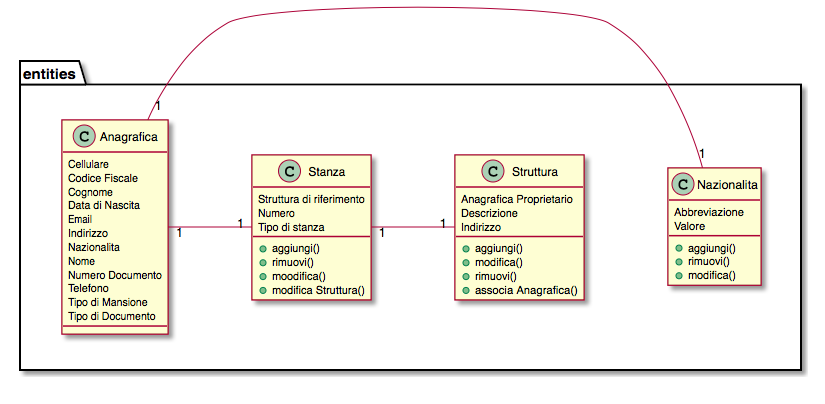 entities
1
1
C Anagrafica
Cellulare
Codice Fiscale
Cognome
Data di Nascita
Email
Indirizzo
Nazionalita
Nome
Numero Documento
Telefono
Tipo di Mansione
Tipo di Documento
1
1
C Stanza
Struttura di riferimento
Numero
Tipo di stanza
aggiungi()
rimuovi()
moodifica()
modifica Struttura()
1
1
C Struttura
Anagrafica Proprietario
Descrizione
Indirizzo
aggiungi()
modifica()
rimuovi()
associa Anagrafica()
C Nazionalita
Abbreviazione
Valore
aggiungi()
rimuovi()
modifica()